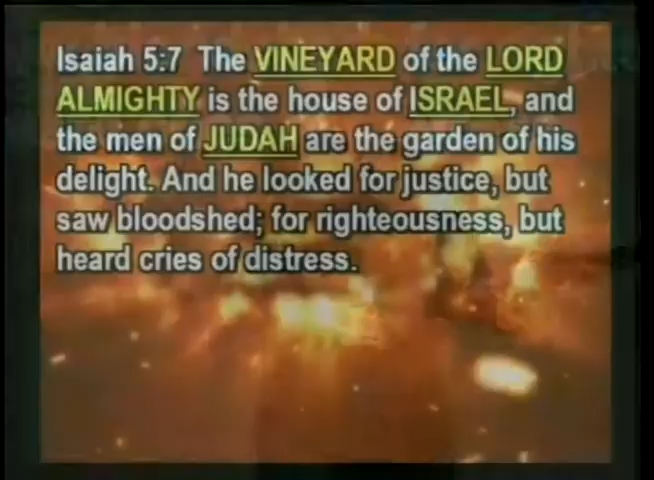 Isaiah 5:7 The VINEYARD of the LORD
ALMIGHTY is the house of ISRAEL, and
the men of JUDAH are the garden of his
delight. And he looked for justice, but
saw bloodshed; for righteousness, but
heard cries of distress.